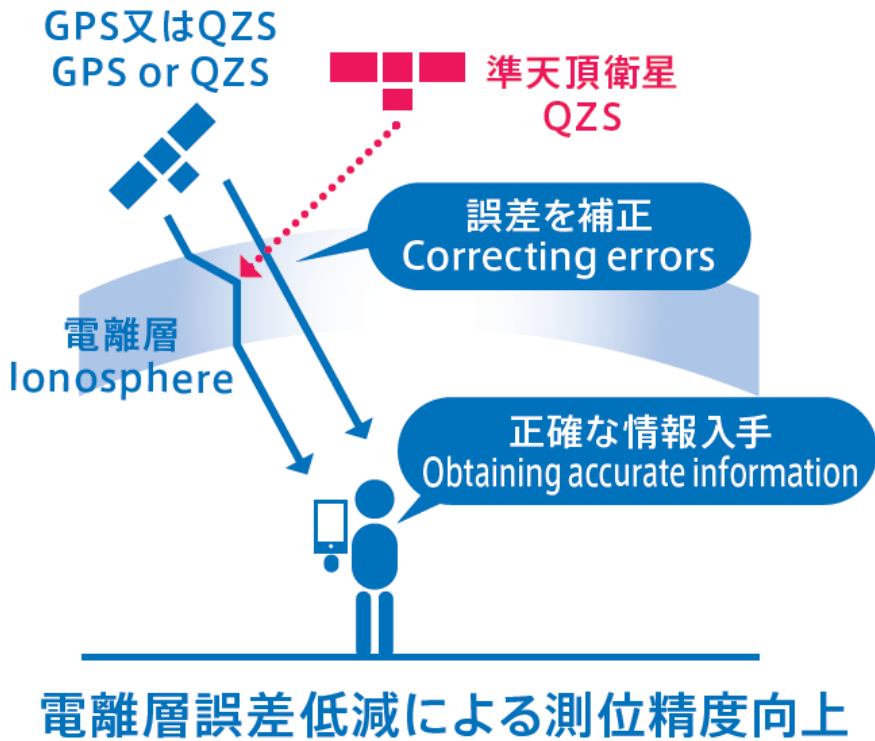 GPS又はQZS
GPS or QZS
準天頂衛星
QZS
誤差を補正
Correcting errors
電離層
Ionosphere
正確な情報入手
Obtaining accurate information
電離層誤差低減による測位精度向上